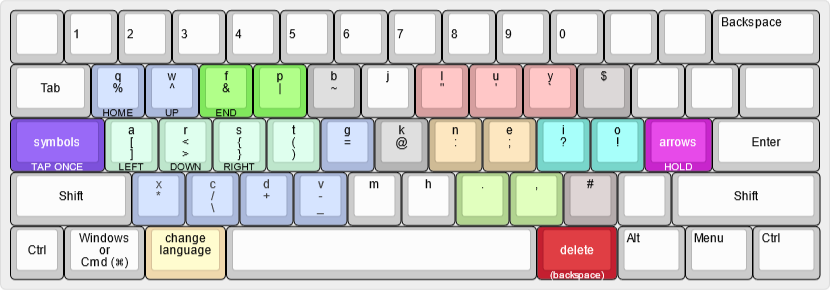 1 2 3 4 5 6 7 8 9 0 Backspace
Tab q w f p b j l u y $
% ^ & | ~ " ' `
HOME UP END
symbols a r s t g k n e i o arrows Enter
[ < { ( = @ : ; ? !
] > } )
TAP ONCE LEFT DOWN RIGHT HOLD
Shift x c d v m h . , # Shift
* / + -
\ _
Ctrl Windows change delete Alt Menu Ctrl
or language
Cmd (⌘)
(backspace)